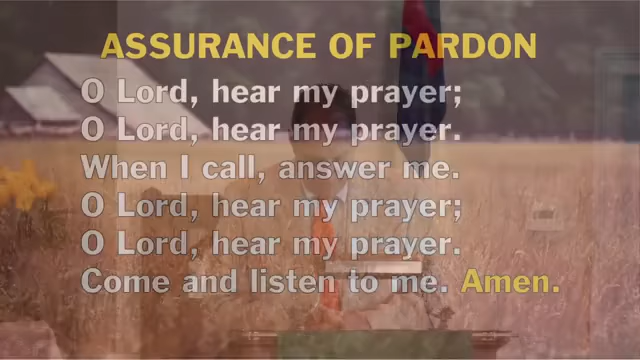 ASSURANCE OF PARDON
O Lord, hear my prayer;
O Lord, hear my prayer.
When I call, answer me.
O Lord, hear my prayer;
O Lord, hear my prayer.
Come and listen to me. Amen.